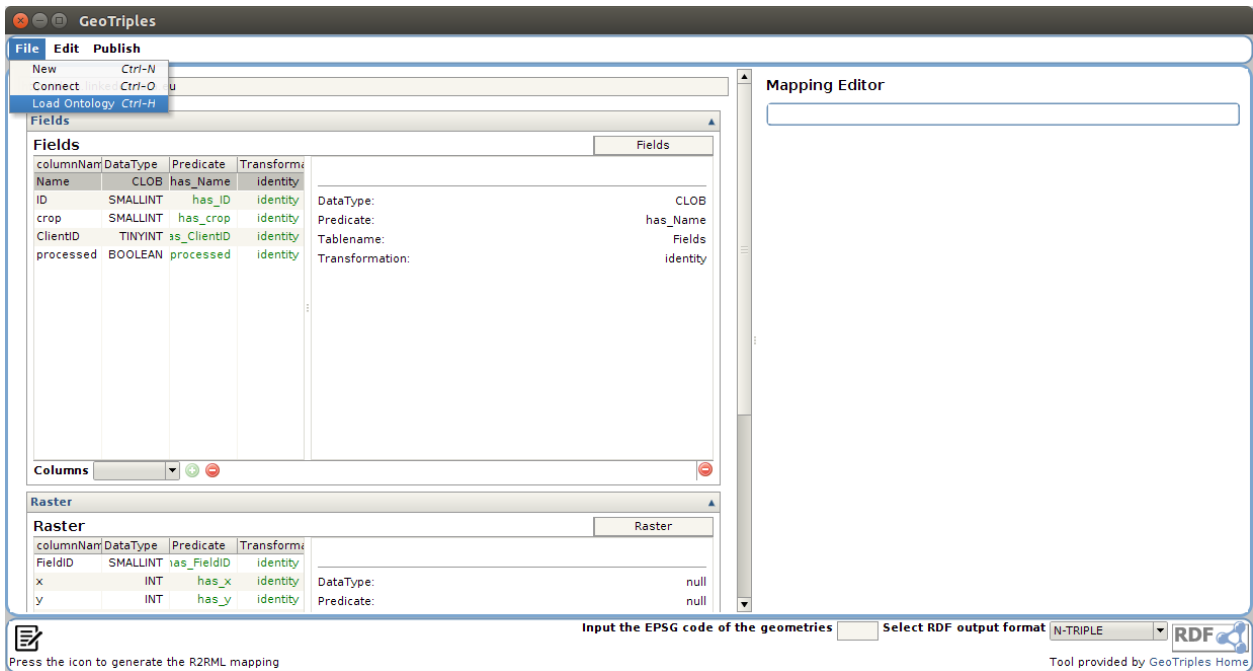 GeoTriples
File Edit Publish
New Ctrl-N
Connect Ctrl-O
Load Ontology Ctrl-H
Mapping Editor
Fields
Fields Fields
columnNam DataType Predicate Transforma
Name CLOB has_Name identity
ID SMALLINT has_ID identity
DataType: CLOB
crop SMALLINT has_crop identity
Predicate: has_Name
ClientID TINYINT as_ClientID identity
Tablename: Fields
processed BOOLEAN processed identity
Transformation: identity
Columns
Raster
Raster Raster
columnNam DataType Predicate Transforma
FieldID SMALLINT has_FieldID identity
x INT has_x identity
DataType: null
y INT has_y identity
Predicate: null
Input the EPSG code of the geometries Select RDF output format N-TRIPLE RDF
Press the icon to generate the R2RML mapping
Tool provided by GeoTriples Home